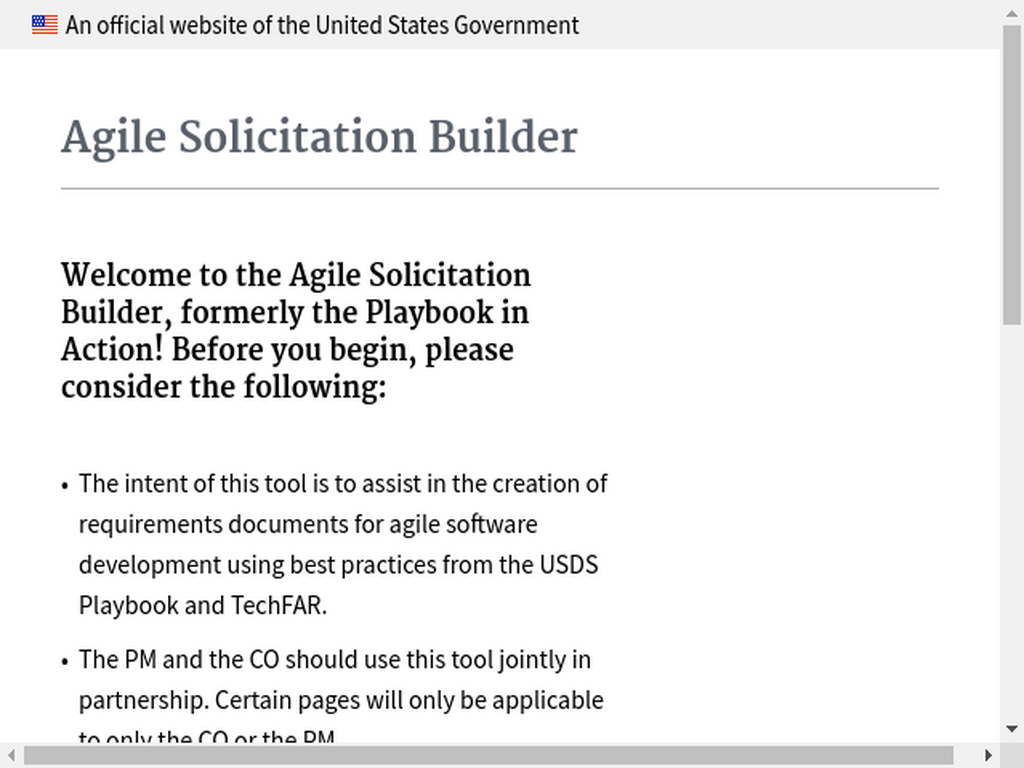 An official website of the United States Government
Agile Solicitation Builder
Welcome to the Agile Solicitation
Builder, formerly the Playbook in
Action! Before you begin, please
consider the following:
• The intent of this tool is to assist in the creation of
requirements documents for agile software
development using best practices from the USDS
Playbook and TechFAR.
• The PM and the CO should use this tool jointly in
partnership. Certain pages will only be applicable
to only the CO or the PM.